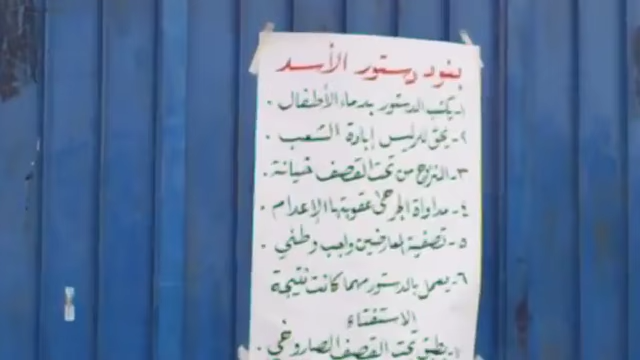 بنود دستور الأسد
١- يكتب الدستور بدماء الأطفال .
٢- يحق للرئيس إبادة الشعب .
٣- النزوح من تحت القصف خيانة .
٤- مداواة الجرحى عقوبتها الإعدام .
٥- تصفية المعارضين واجب وطني .
٦- يعمل بالدستور مهما كانت نتيجة
الاستفتاء
يطبق تحت القصف الصاروخي .